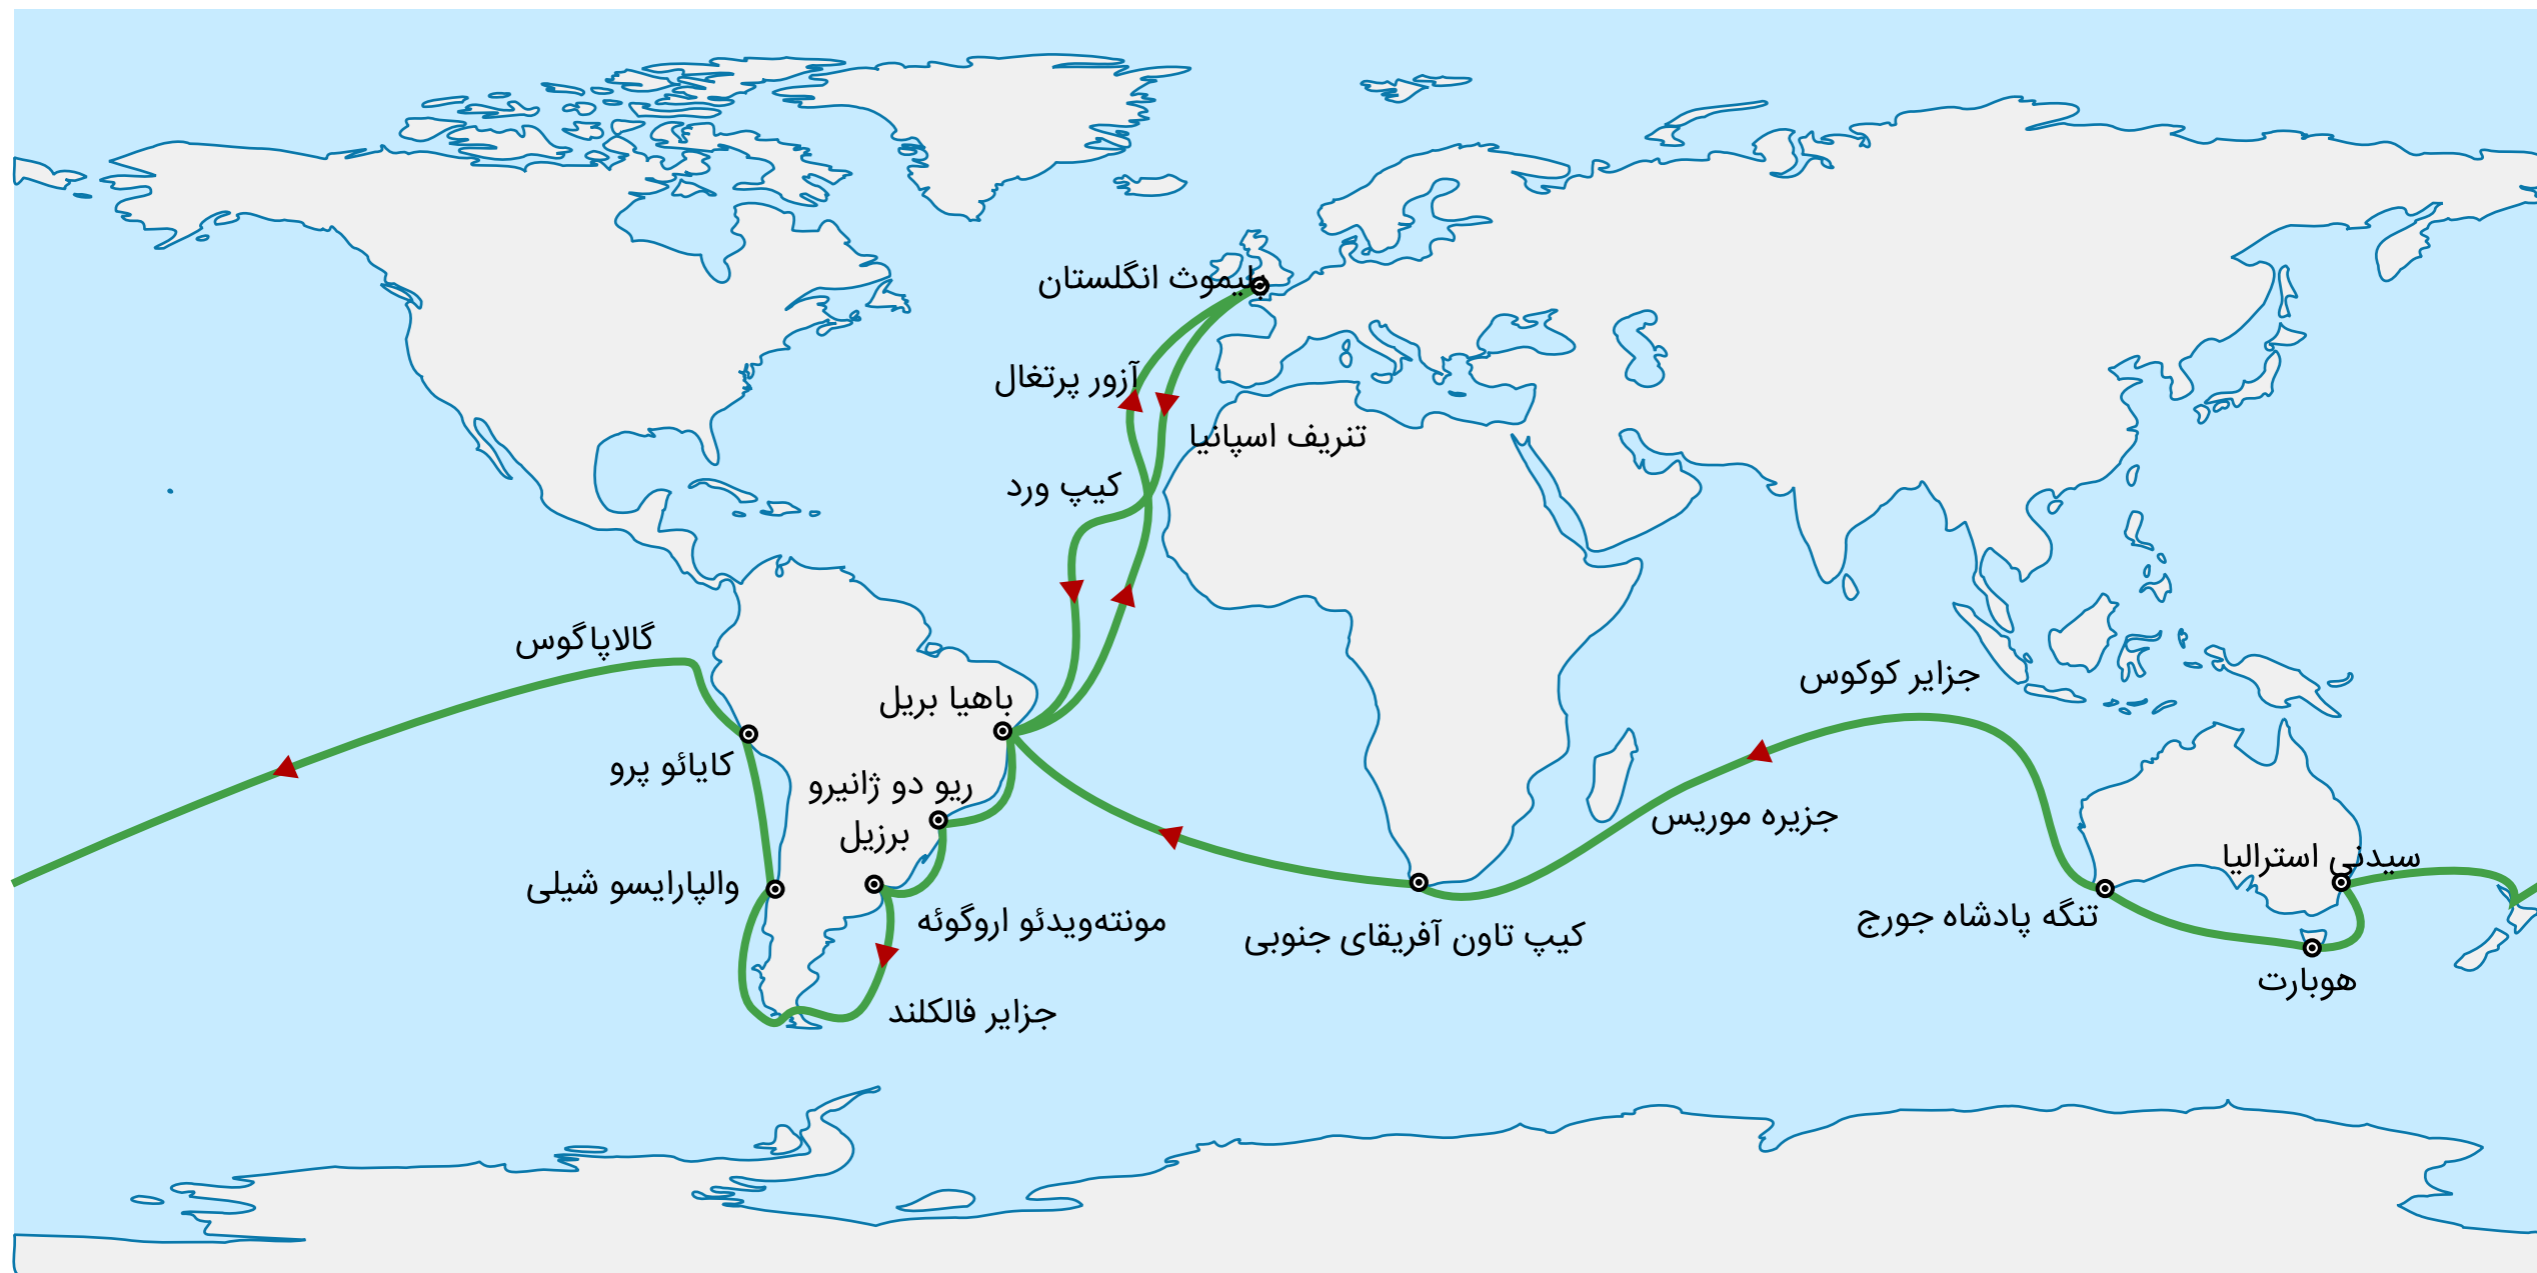 پلیموث انگلستان
آزور پرتغال
تنریف اسپانیا
کیپ ورد
گالاپاگوس
جزایر کوکوس
باهیا بریل
کایائو پرو
ریو دو ژانیرو
برزیل
جزیره موریس
سیدنی استرالیا
والپارایسو شیلی
مونته‌ویدئو اروگوئه
تنگه پادشاه جورج
کیپ تاون آفریقای جنوبی
هوبارت
جزایر فالکلند